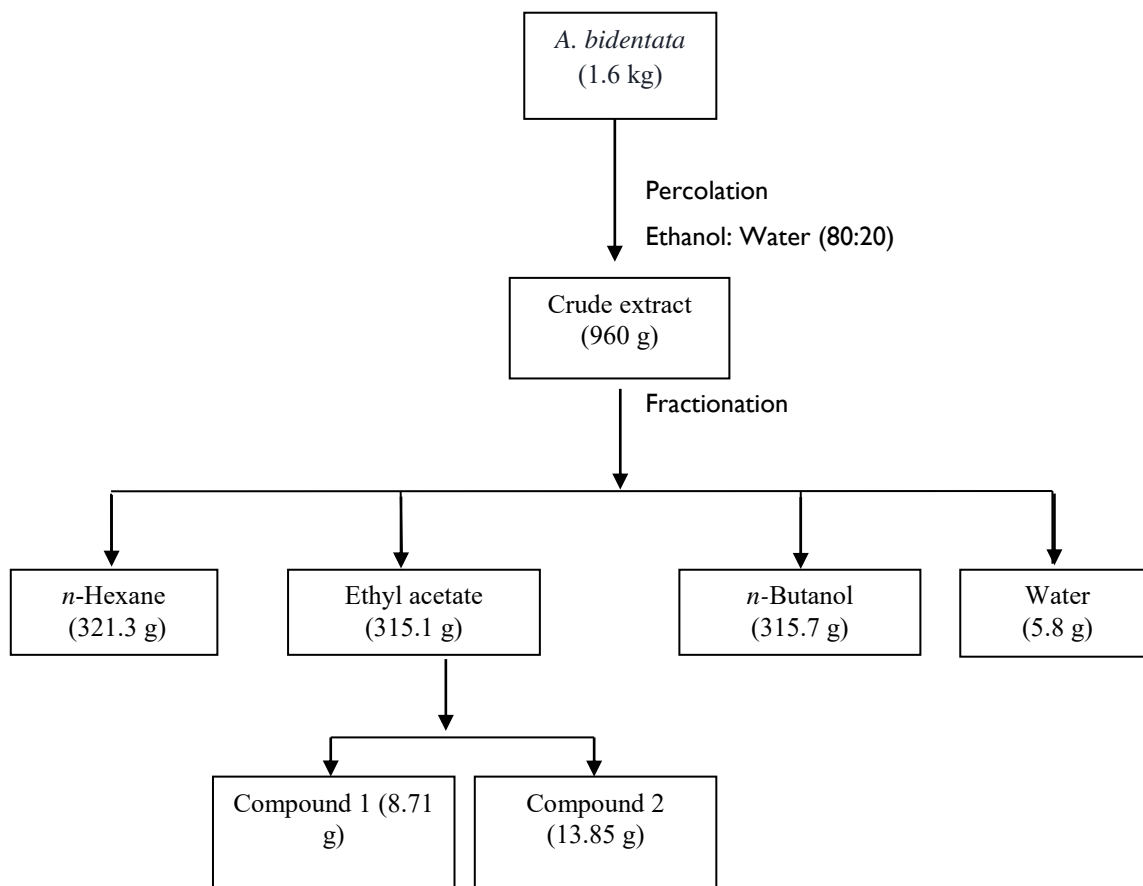 A. bidentata
(1.6 kg)
Percolation
Ethanol: Water (80:20)
Crude extract
(960 g)
Fractionation
n-Hexane
(321.3 g)
Ethyl acetate
(315.1 g)
n-Butanol
(315.7 g)
Water
(5.8 g)
Compound 1 (8.71
g)
Compound 2
(13.85 g)